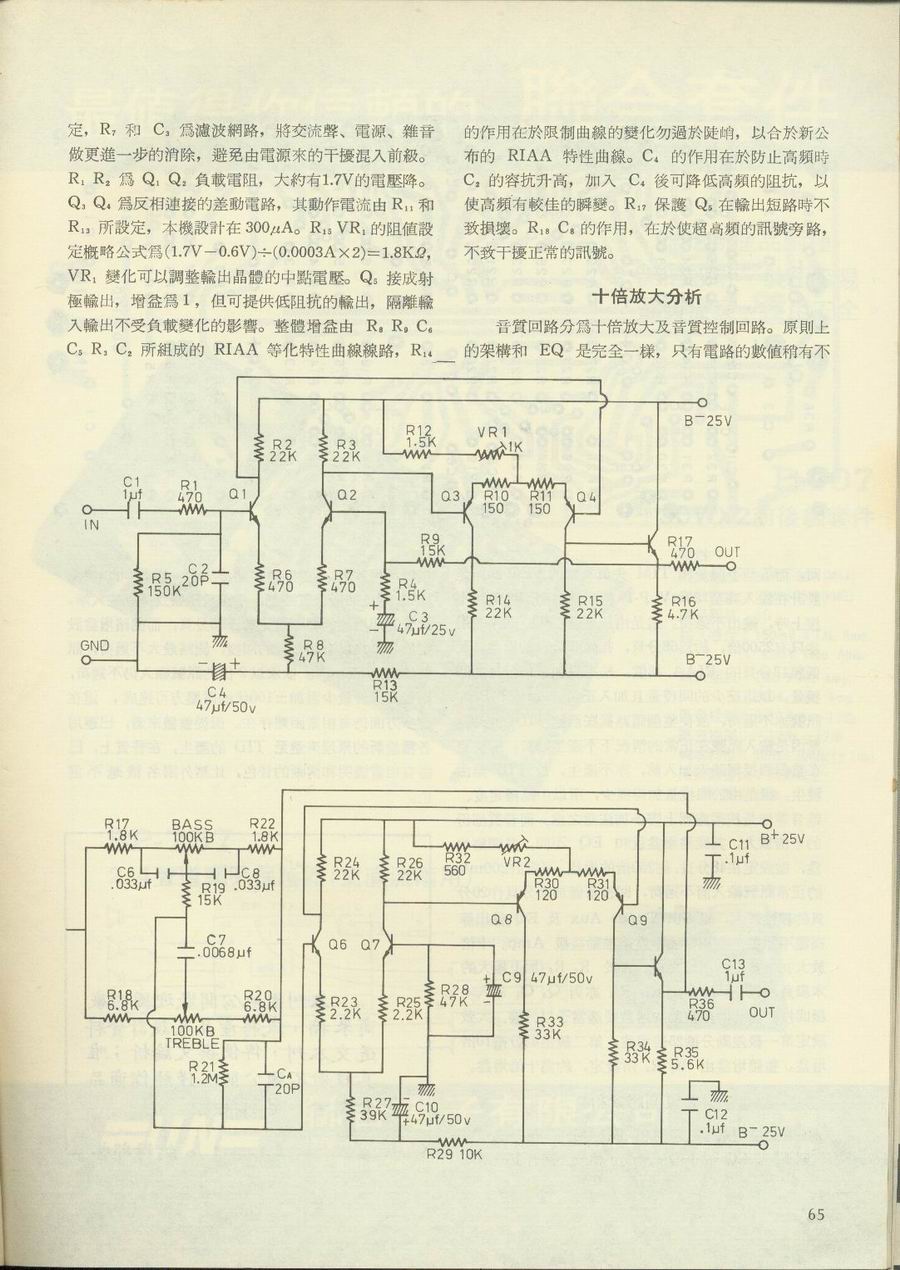 定，R₇ 和 C₃ 爲濾波網路，將交流聲、電源、雜音
做更進一步的消除，避免由電源來的干擾混入前級。
R₁ R₂ 爲 Q₁ Q₂ 負載電阻，大約有1.7V的電壓降。
Q₃ Q₄ 爲反相連接的差動電路，其動作電流由 R₁₁ 和
R₁₃ 所設定，本機設計在 300μA。R₁₅ VR₁ 的阻値設
定概略公式爲(1.7V－0.6V)÷(0.0003A×2)=1.8KΩ，
VR₁ 變化可以調整輸出晶體的中點電壓。Q₅ 接成射
極輸出，增益爲 1 ，但可提供低阻抗的輸出，隔離輸
入輸出不受負載變化的影響。整體增益由 R₈ R₉ C₆
C₅ R₃ C₂ 所組成的 RIAA 等化特性曲線線路，R₁₄
的作用在於限制曲線的變化勿過於陡峭，以合於新公
布的 RIAA 特性曲線。C₄ 的作用在於防止高頻時
C₂ 的容抗升高，加入 C₄ 後可降低高頻的阻抗，以
使高頻有較佳的瞬變。R₁₇ 保護 Q₅ 在輸出短路時不
致損壞。R₁₈ C₈ 的作用，在於使超高頻的訊號旁路，
不致干擾正常的訊號。
十倍放大分析
音質回路分爲十倍放大及音質控制回路。原則上
的架構和 EQ 是完全一樣，只有電路的數値稍有不
B⁻25V
R12
1.5K
VR1
1K
R2
22K
R3
22K
C1
1μf
R1
470
Q1
Q2
Q3
R10
150
R11
150
Q4
IN
R9
15K
R17
470
OUT
R5
150K
C2
20P
R6
470
R7
470
R4
1.5K
+
C3
47μf/25v
−
R14
22K
R15
22K
R16
4.7K
GND
R8
47K
B⁻25V
−
+
C4
47μf/50v
R13
15K
R17
1.8K
BASS
100KB
R22
1.8K
C6
.033μf
C8
.033μf
R19
15K
R24
22K
R26
22K
R32
560
VR2
C11
.1μf
B⁺25V
R30
120
R31
120
Q8
Q9
C7
.0068μf
Q6
Q7
C9 47μf/50v
+
−
C13
1μf
R36
470
OUT
R18
6.8K
R20
6.8K
100KB
TREBLE
R23
2.2K
R25
2.2K
R28
47K
R33
33K
R34
33K
R35
5.6K
R21
1.2M
CA
20P
R27
39K
−
C10
+47μf/50v
C12
.1μf
B⁻25V
R29 10K
65